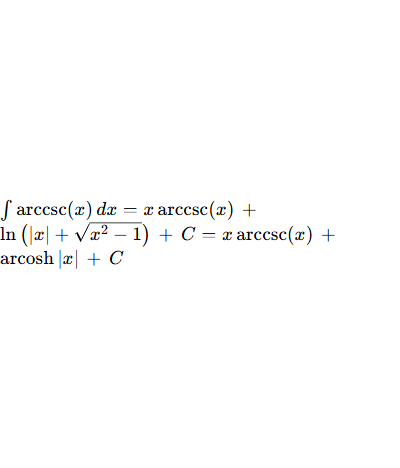 ∫ arccsc(x) dx = x arccsc(x) +
ln (|x| + √(x² − 1)) + C = x arccsc(x) +
arcosh |x| + C